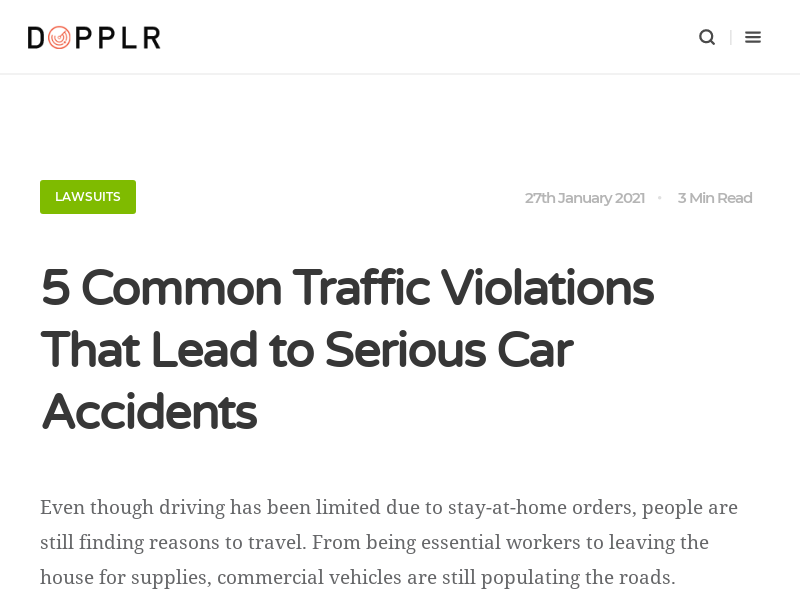 DOPPLR
LAWSUITS
27th January 2021 • 3 Min Read
5 Common Traffic Violations
That Lead to Serious Car
Accidents
Even though driving has been limited due to stay-at-home orders, people are
still finding reasons to travel. From being essential workers to leaving the
house for supplies, commercial vehicles are still populating the roads.